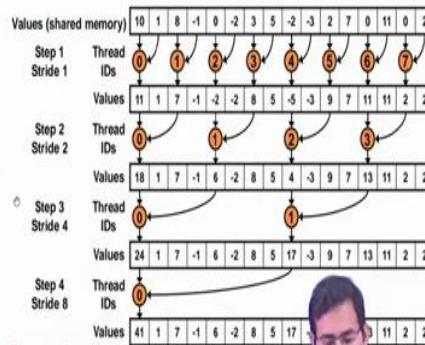 Values (shared memory) 10 1 8 -1 0 -2 3 5 -2 -3 2 7 0 11 0 2
Step 1 Thread
Stride 1 IDs
0 1 2 3 4 5 6 7
Values 11 1 7 -1 -2 -2 8 5 -5 -3 9 7 11 11 2 2
Step 2 Thread
Stride 2 IDs
0 1 2 3
Values 18 1 7 -1 6 -2 8 5 4 -3 9 7 13 11 2 2
Step 3 Thread
Stride 4 IDs
0 1
Values 24 1 7 -1 6 -2 8 5 17 -3 9 7 13 11 2 2
Step 4 Thread
Stride 8 IDs
0
Values 41 1 7 -1 6 -2 8 5 17 11 2 2